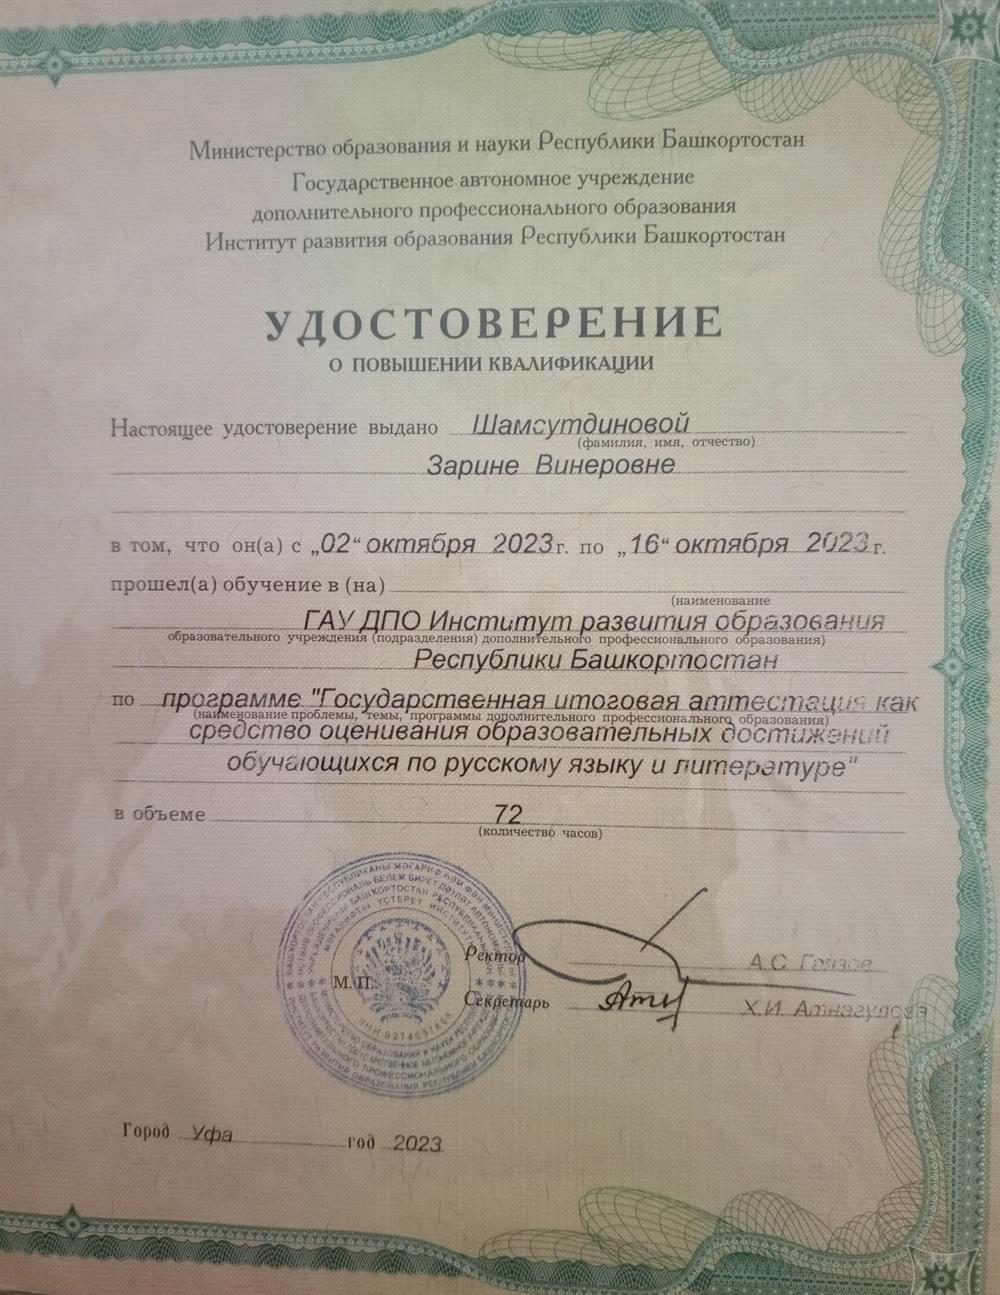 Министерство образования и науки Республики Башкортостан
Государственное автономное учреждение
дополнительного профессионального образования
Институт развития образования Республики Башкортостан
УДОСТОВЕРЕНИЕ
О ПОВЫШЕНИИ КВАЛИФИКАЦИИ
Настоящее удостоверение выдано Шамсутдиновой
(фамилия, имя, отчество)
Зарине Винеровне
в том, что он(а) с „02“ октября 2023г. по „16“ октября 2023г.
прошел(а) обучение в (на)
(наименование
ГАУ ДПО Институт развития образования
образовательного учреждения (подразделения) дополнительного профессионального образования)
Республики Башкортостан
по программе "Государственная итоговая аттестация как
(наименование проблемы, темы, программы дополнительного профессионального образования)
средство оценивания образовательных достижений
обучающихся по русскому языку и литературе"
в объеме 72
(количество часов)
М.П.
Ректор А.С.
Секретарь Х.И. Атнагулова
Город Уфа год 2023